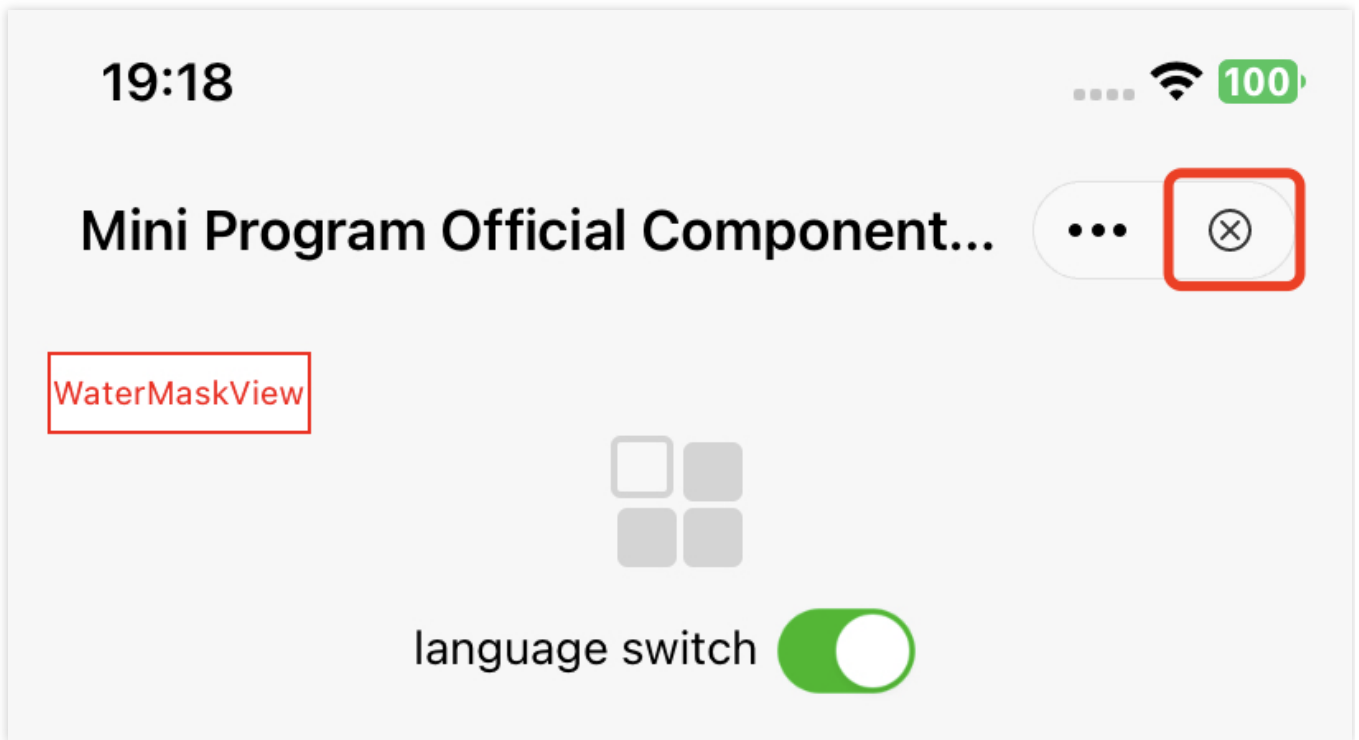 19:18 100
Mini Program Official Component...
WaterMaskView
language switch